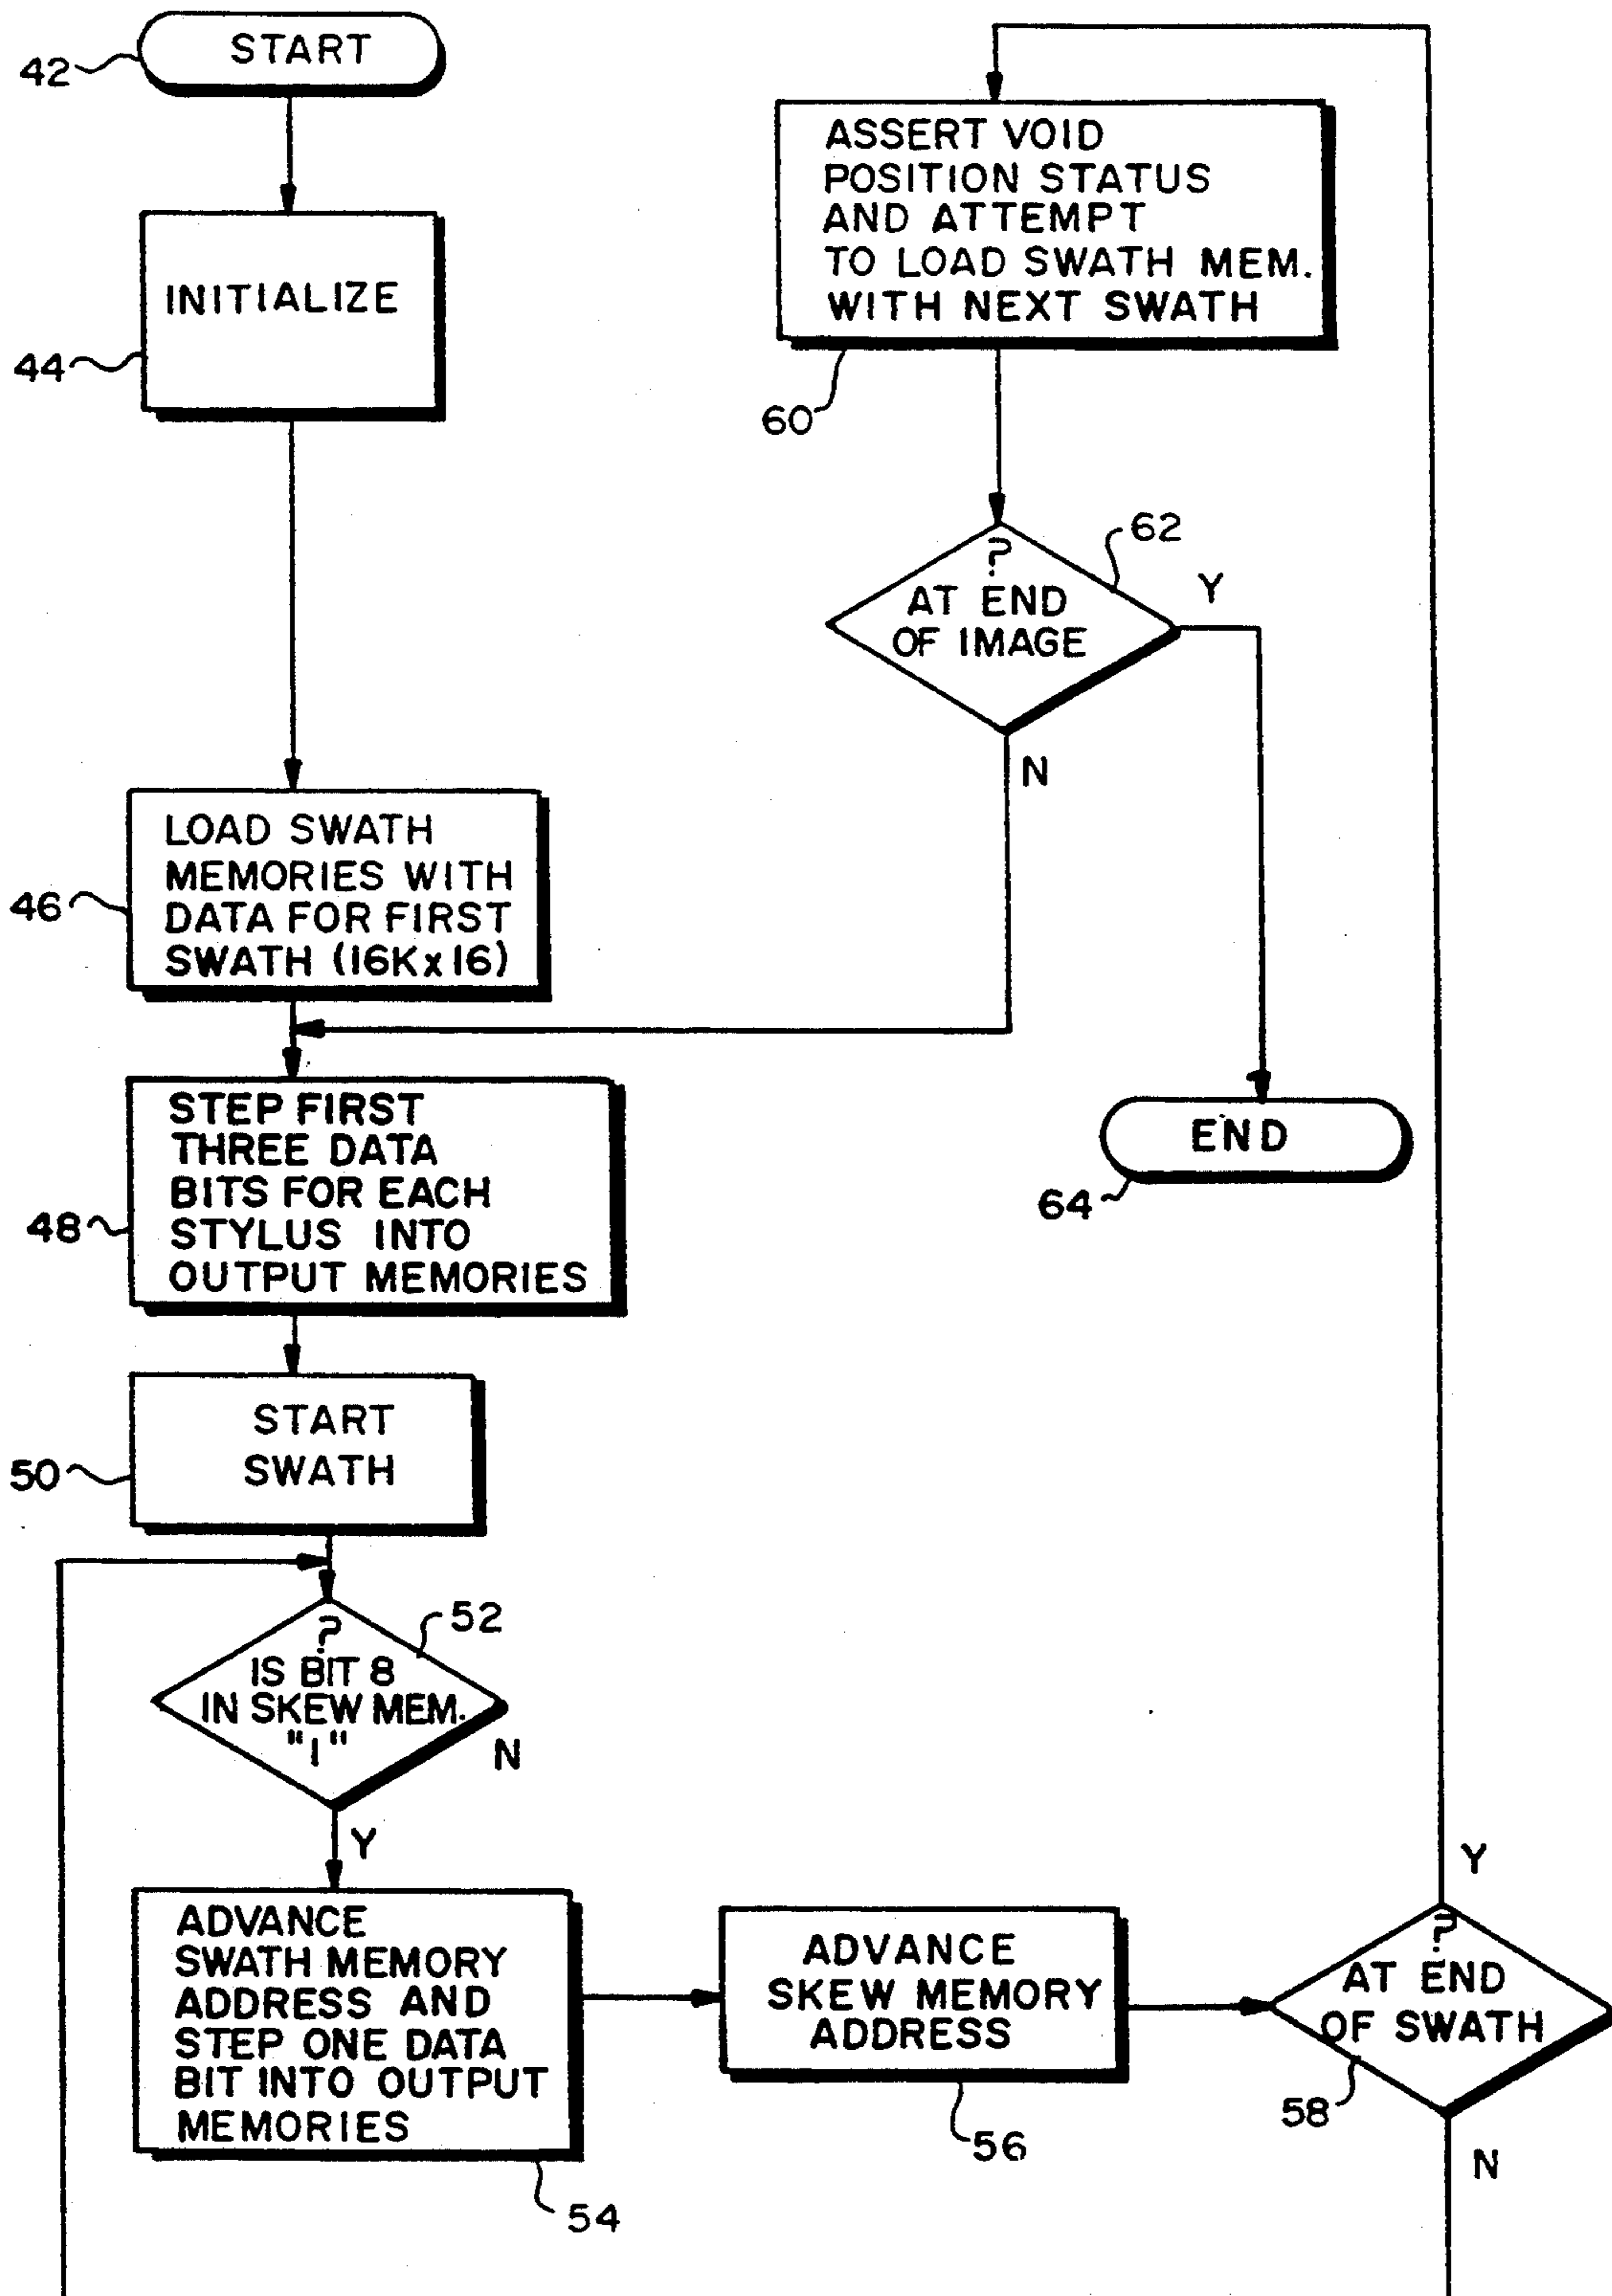 START
42
INITIALIZE
44
LOAD SWATH
MEMORIES WITH
DATA FOR FIRST
SWATH (16K x 16)
46
STEP FIRST
THREE DATA
BITS FOR EACH
STYLUS INTO
OUTPUT MEMORIES
48
START
SWATH
50
?
IS BIT 8
IN SKEW MEM.
"1"
52
N
Y
ADVANCE
SWATH MEMORY
ADDRESS AND
STEP ONE DATA
BIT INTO OUTPUT
MEMORIES
54
ADVANCE
SKEW MEMORY
ADDRESS
56
?
AT END
OF SWATH
58
Y
N
ASSERT VOID
POSITION STATUS
AND ATTEMPT
TO LOAD SWATH MEM.
WITH NEXT SWATH
60
?
AT END
OF IMAGE
62
Y
N
END
64